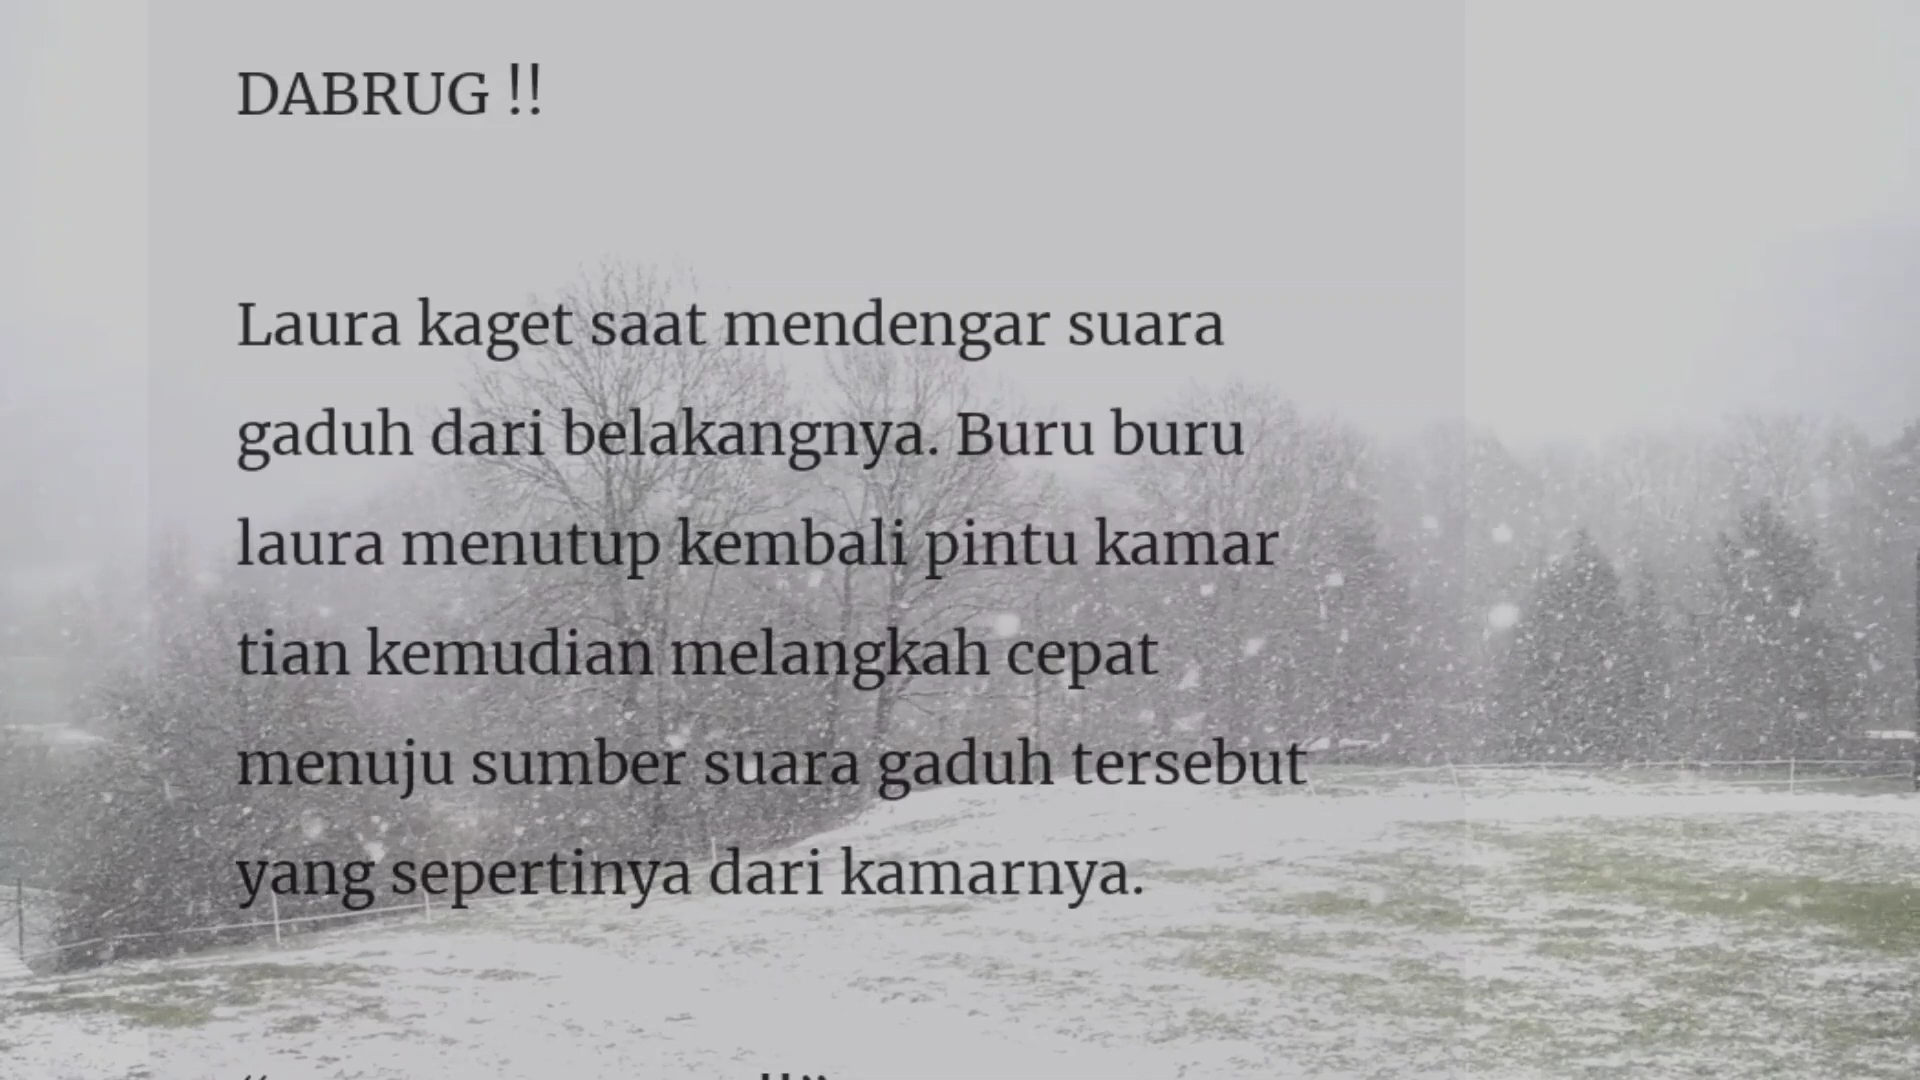 DABRUG !!
Laura kaget saat mendengar suara
gaduh dari belakangnya. Buru buru
laura menutup kembali pintu kamar
tian kemudian melangkah cepat
menuju sumber suara gaduh tersebut
yang sepertinya dari kamarnya.